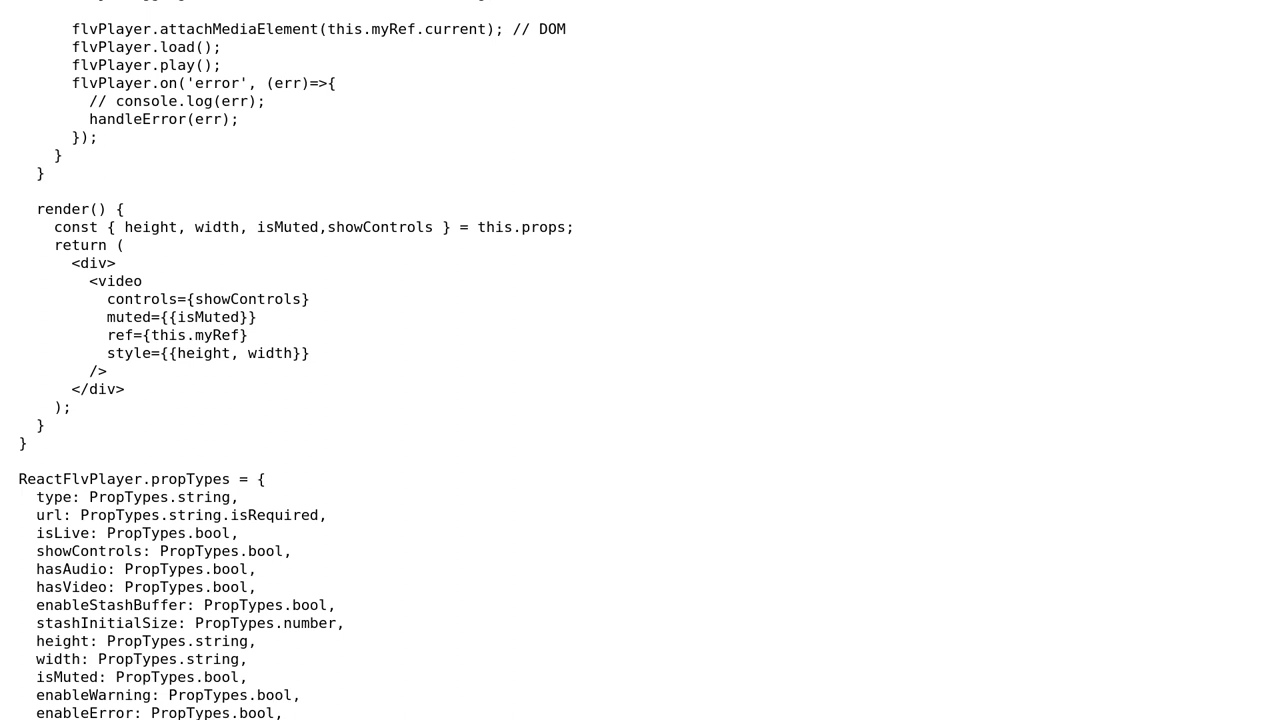 flvPlayer.attachMediaElement(this.myRef.current); // DOM
flvPlayer.load();
flvPlayer.play();
flvPlayer.on('error', (err)=>{
// console.log(err);
handleError(err);
});
}
}
render() {
const { height, width, isMuted,showControls } = this.props;
return (
<div>
<video
controls={showControls}
muted={{isMuted}}
ref={this.myRef}
style={{height, width}}
/>
</div>
);
}
}
ReactFlvPlayer.propTypes = {
type: PropTypes.string,
url: PropTypes.string.isRequired,
isLive: PropTypes.bool,
showControls: PropTypes.bool,
hasAudio: PropTypes.bool,
hasVideo: PropTypes.bool,
enableStashBuffer: PropTypes.bool,
stashInitialSize: PropTypes.number,
height: PropTypes.string,
width: PropTypes.string,
isMuted: PropTypes.bool,
enableWarning: PropTypes.bool,
enableError: PropTypes.bool,